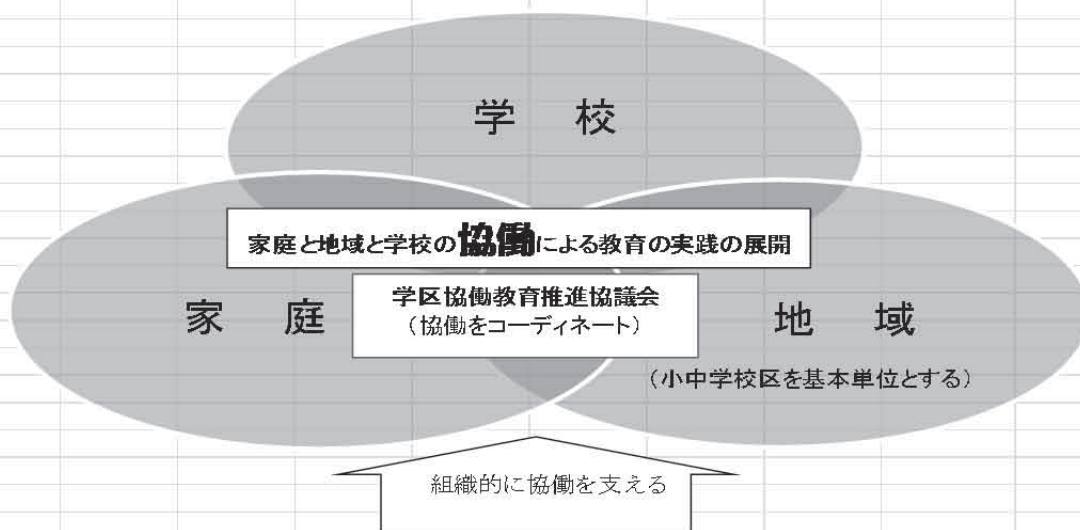 学　校
家庭と地域と学校の協働による教育の実践の展開
学区協働教育推進協議会
（協働をコーディネート）
家　庭
地　域
（小中学校区を基本単位とする）
組織的に協働を支える